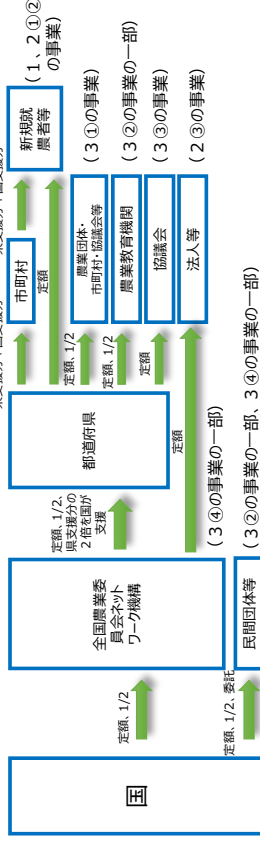 国
定額、1/2
定額、1/2、委託
全国農業委
員会ネット
ワーク機構
民間団体等
（３②の事業の一部、３④の事業の一部）
（３④の事業の一部）
定額、1/2、
県支援分の
２倍を国が
支援
定額
都道府県
定額、1/2
定額、1/2
定額
市町村
定額
農業団体・
市町村・協議会等
農業教育機関
協議会
法人等
新規就
農者等
（１、２①②
の事業）
（３①の事業）
（３②の事業の一部）
（３③の事業）
（２③の事業）